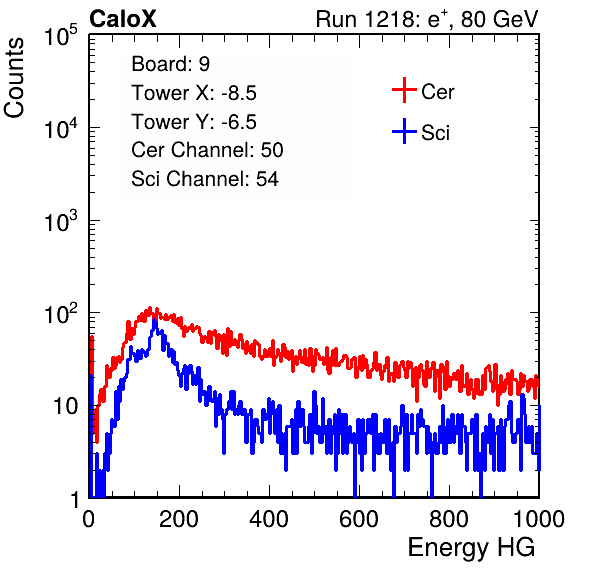 CaloX Run 1218: e⁺, 80 GeV
Counts
10⁵
10⁴
10³
10²
10
1
Board: 9
Tower X: -8.5
Tower Y: -6.5
Cer Channel: 50
Sci Channel: 54
Cer
Sci
0 200 400 600 800 1000
Energy HG